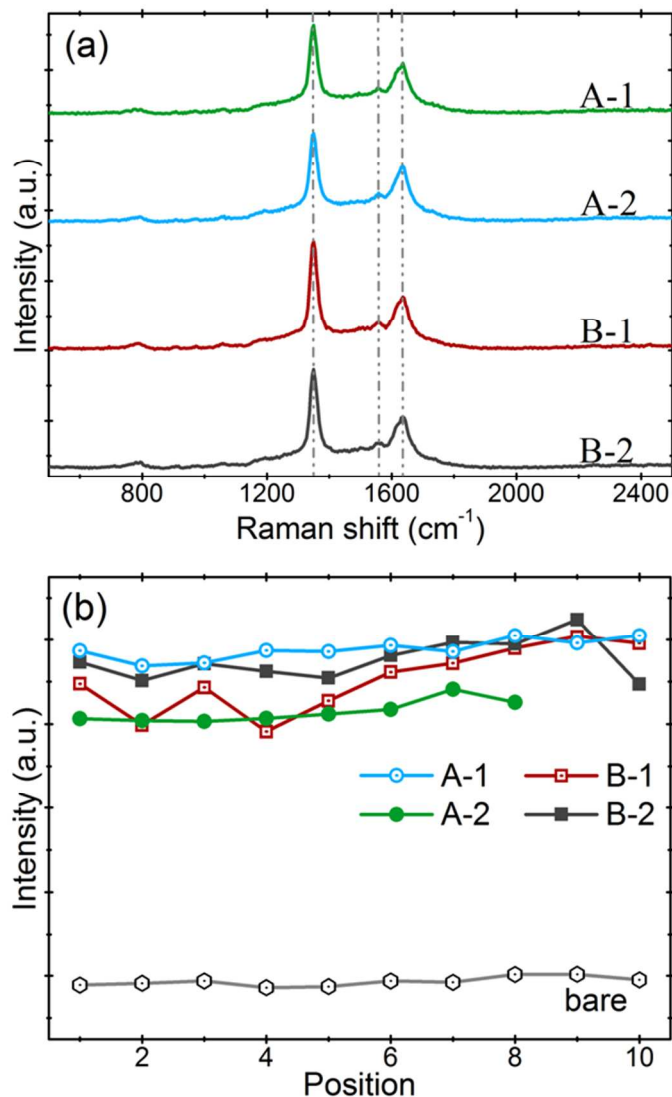 (a)
A-1
A-2
B-1
B-2
Intensity (a.u.)
800 1200 1600 2000 2400
Raman shift (cm⁻¹)
(b)
Intensity (a.u.)
A-1 B-1
A-2 B-2
bare
2 4 6 8 10
Position